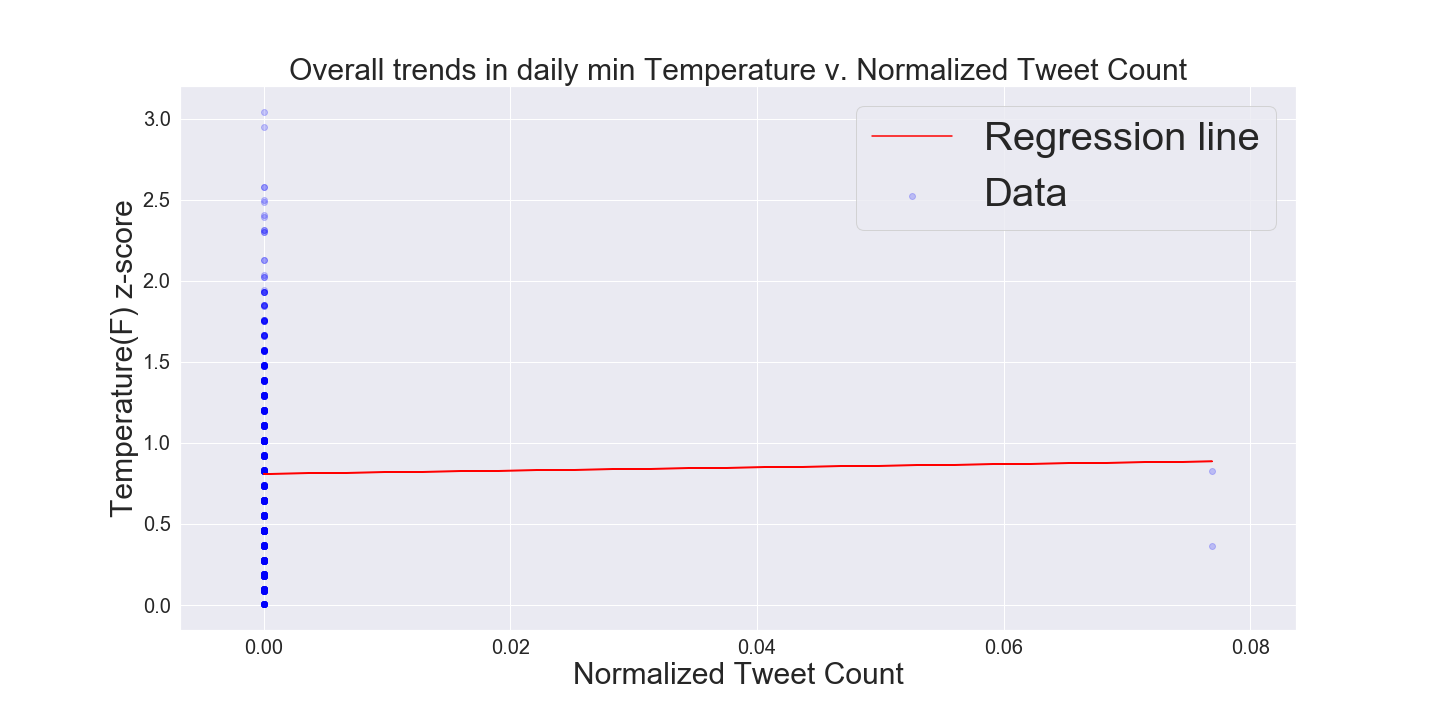 Overall trends in daily min Temperature v. Normalized Tweet Count
Regression line
Data
Temperature(F) z-score
3.0
2.5
2.0
1.5
1.0
0.5
0.0
0.00 0.02 0.04 0.06 0.08
Normalized Tweet Count